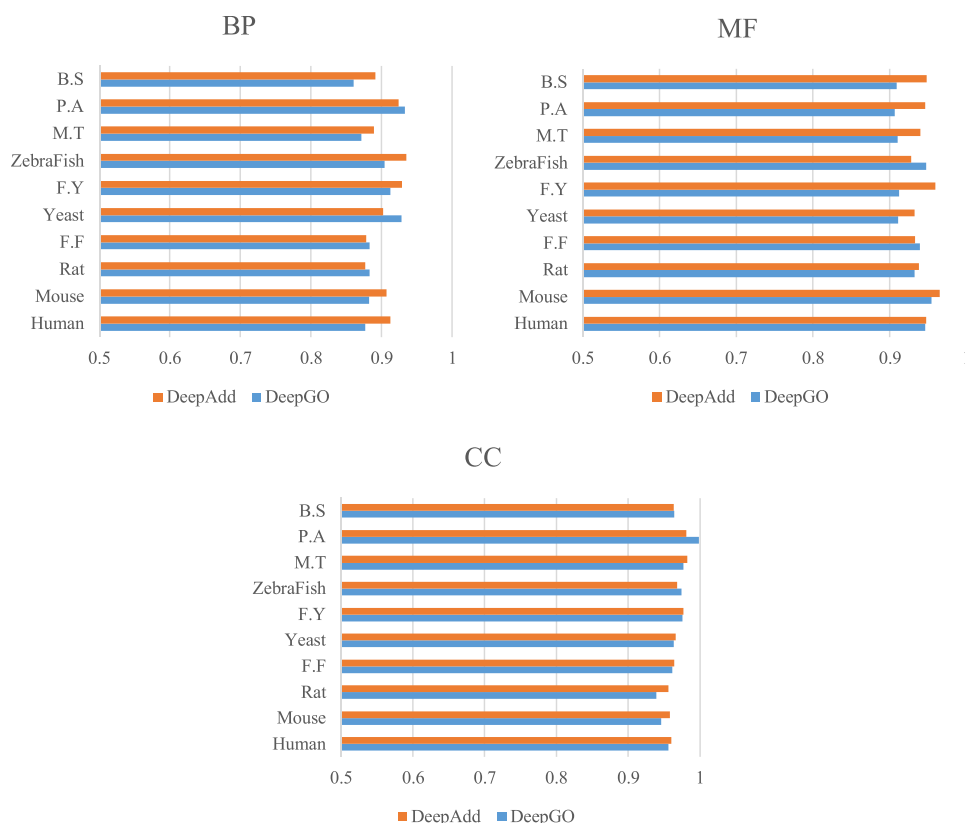 BP
B.S
P.A
M.T
ZebraFish
F.Y
Yeast
F.F
Rat
Mouse
Human
0.5 0.6 0.7 0.8 0.9 1
DeepAdd DeepGO
MF
B.S
P.A
M.T
ZebraFish
F.Y
Yeast
F.F
Rat
Mouse
Human
0.5 0.6 0.7 0.8 0.9
DeepAdd DeepGO
CC
B.S
P.A
M.T
ZebraFish
F.Y
Yeast
F.F
Rat
Mouse
Human
0.5 0.6 0.7 0.8 0.9 1
DeepAdd DeepGO